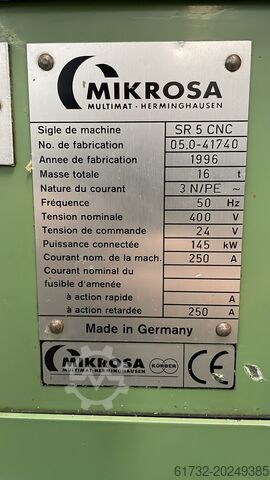 MIKROSA
MULTIMAT · HERMINGHAUSEN
Sigle de machine SR 5 CNC
No. de fabrication 05.0-41740
Annee de fabrication 1996
Masse totale 16 t
Nature du courant 3 N/PE ~
Fréquence 50 Hz
Tension nominale 400 V
Tension de commande 24 V
Puissance connectée 145 kW
Courant nom. de la mach. 250 A
Courant nominal du
fusible d'amenée
à action rapide A
à action retardée 250 A
Made in Germany
MIKROSA
MULTIMAT · HERMINGHAUSEN
KÖRBER
CE
61732-20249385